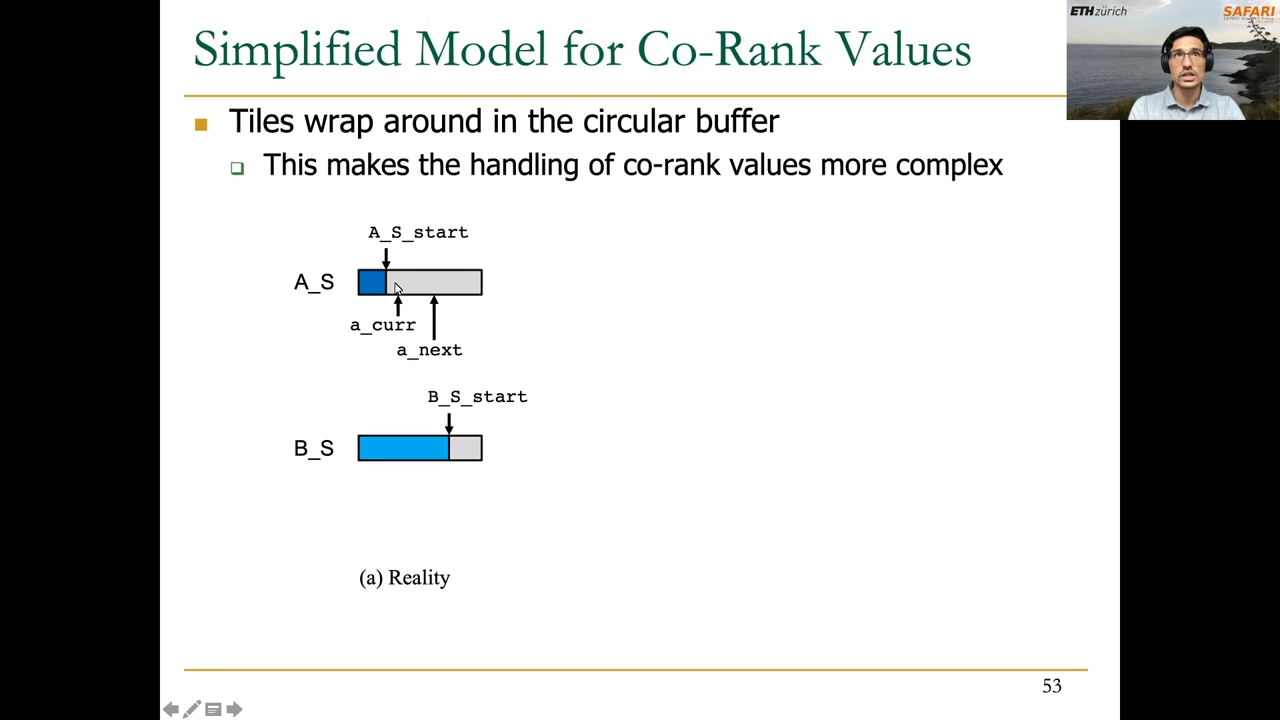 Simplified Model for Co-Rank Values
ETH zürich
SAFARI
Tiles wrap around in the circular buffer
This makes the handling of co-rank values more complex
A_S_start
A_S
a_curr
a_next
B_S_start
B_S
(a) Reality
53